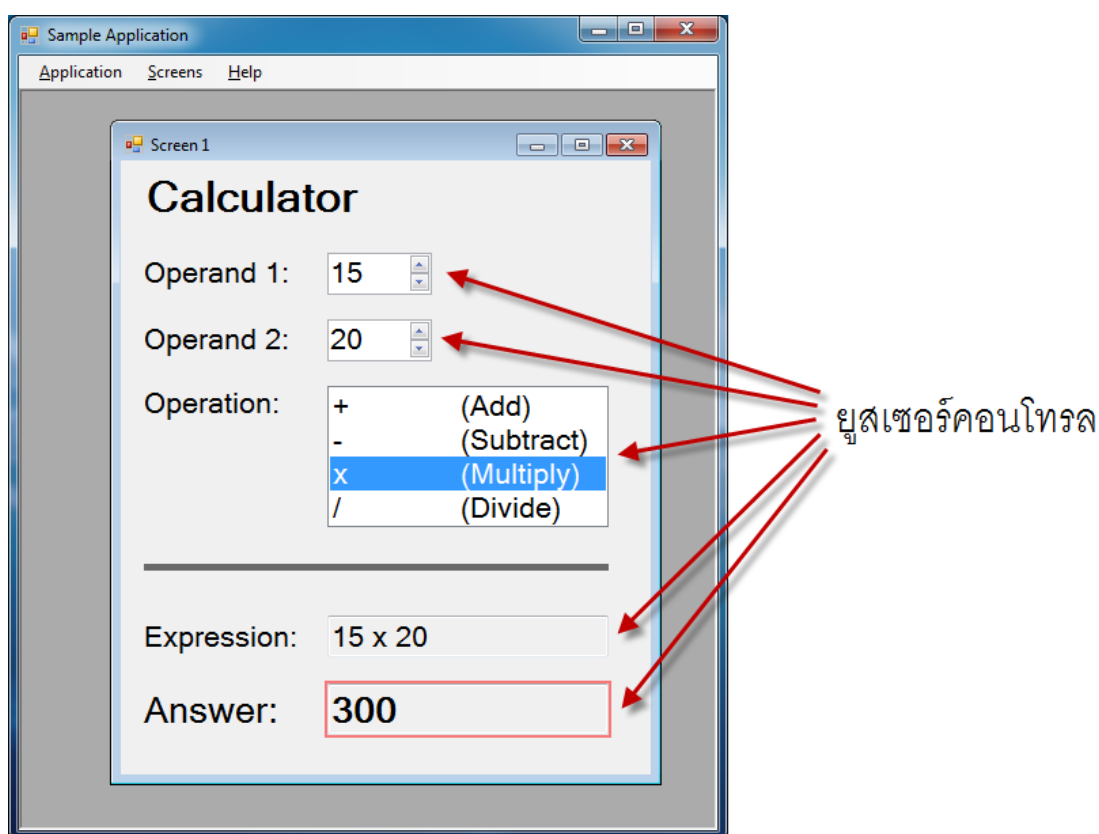 Sample Application
Application Screens Help
Screen 1
Calculator
Operand 1: 15
Operand 2: 20
Operation:
+ (Add)
- (Subtract)
x (Multiply)
/ (Divide)
ยูสเซอร์คอนโทรล
Expression: 15 x 20
Answer: 300